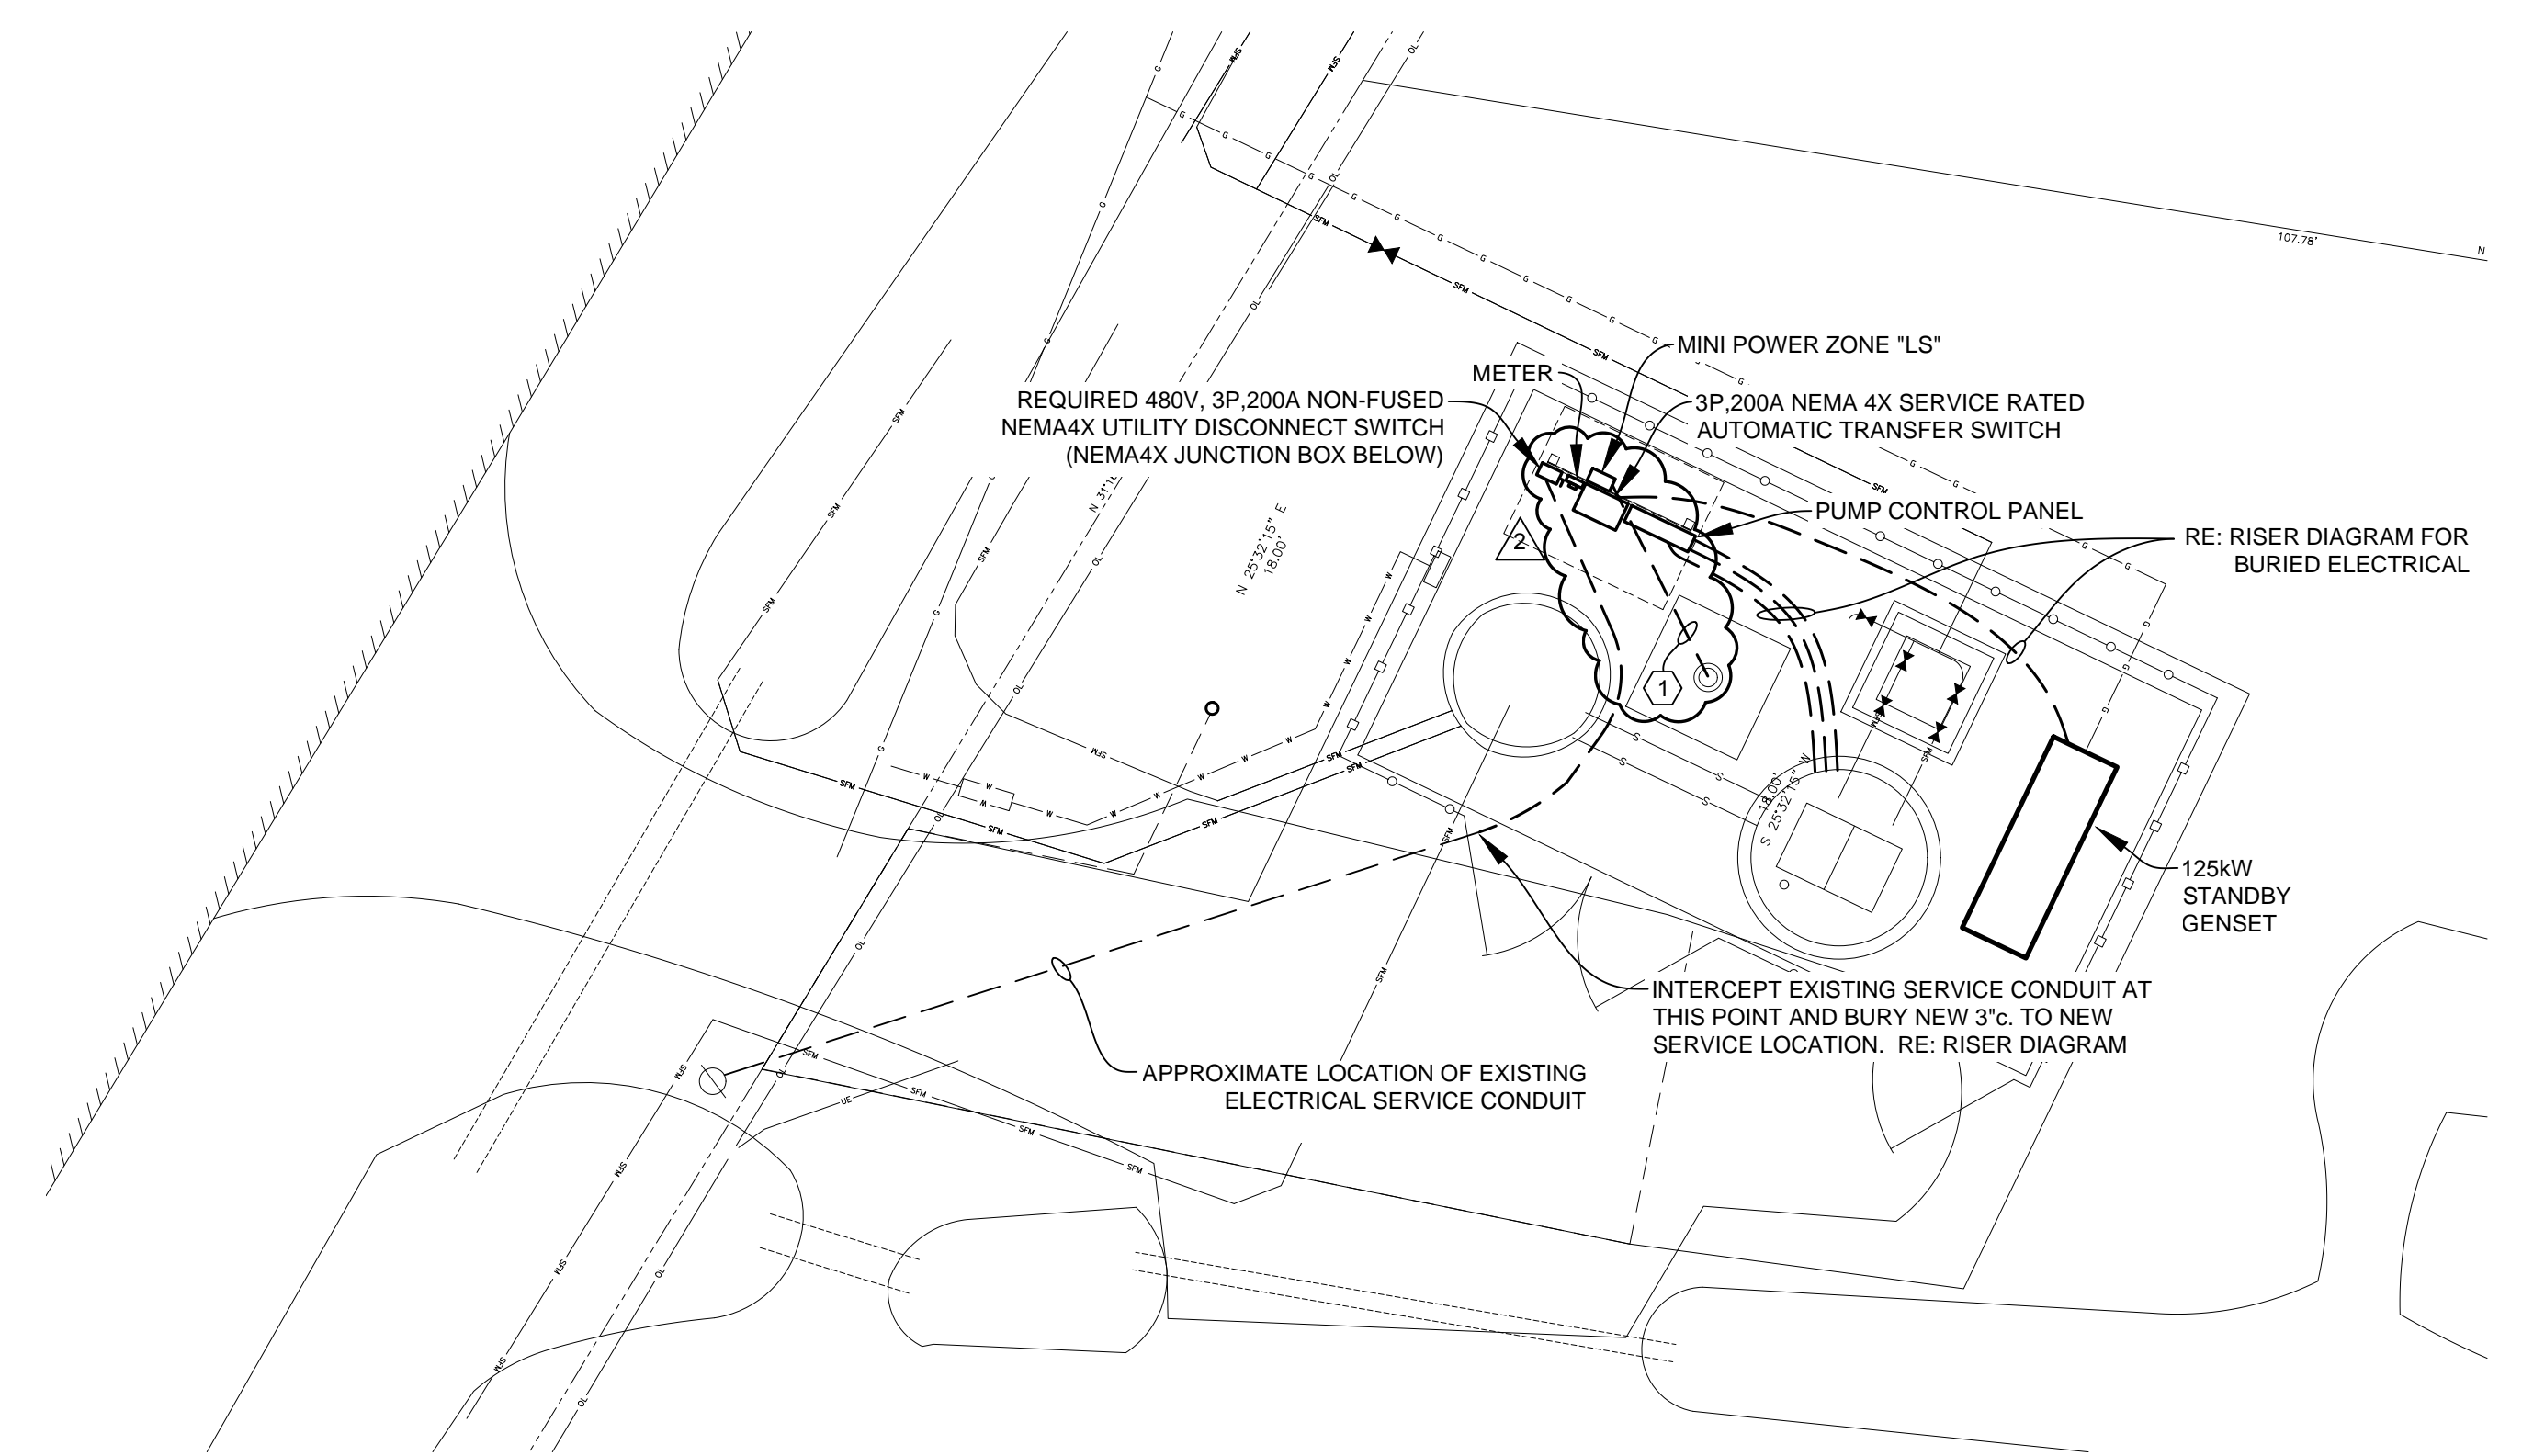 107.78'
N
MINI POWER ZONE "LS"
METER
REQUIRED 480V, 3P,200A NON-FUSED
NEMA4X UTILITY DISCONNECT SWITCH
(NEMA4X JUNCTION BOX BELOW)
3P,200A NEMA 4X SERVICE RATED
AUTOMATIC TRANSFER SWITCH
PUMP CONTROL PANEL
RE: RISER DIAGRAM FOR
BURIED ELECTRICAL
N 25°32'15" E
18.00'
2
1
18.00'
S 25°32'15" W
125kW
STANDBY
GENSET
INTERCEPT EXISTING SERVICE CONDUIT AT
THIS POINT AND BURY NEW 3"c. TO NEW
SERVICE LOCATION. RE: RISER DIAGRAM
APPROXIMATE LOCATION OF EXISTING
ELECTRICAL SERVICE CONDUIT
SFM
G
OL
W
S
UE